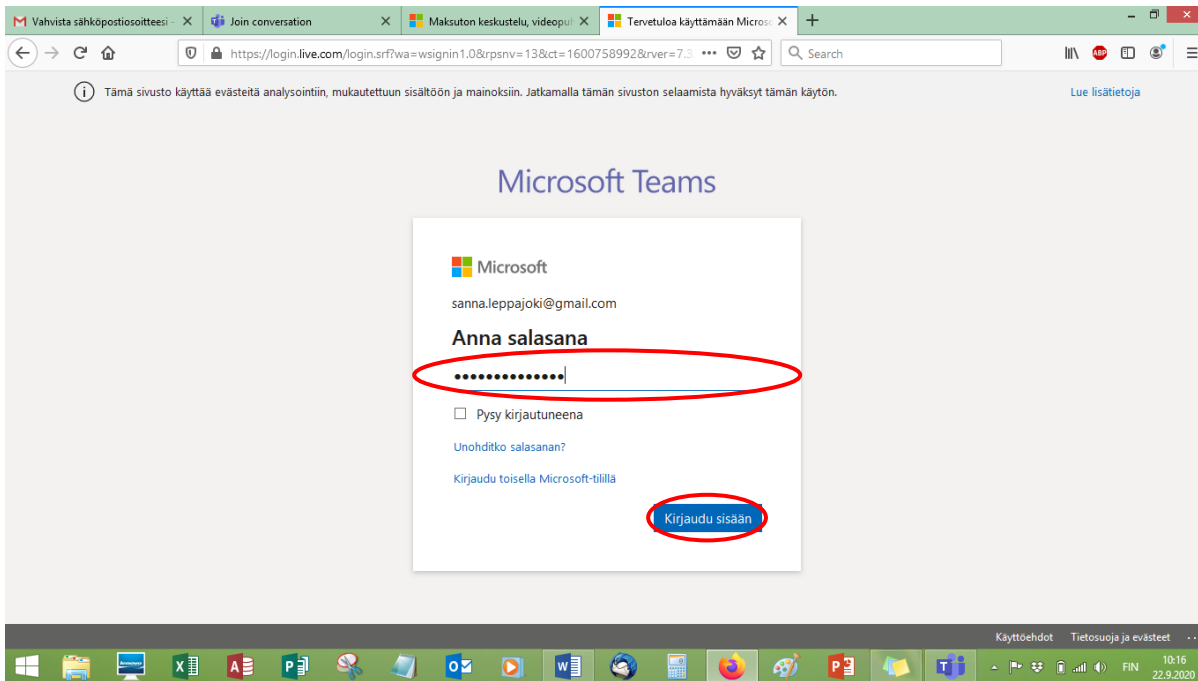 Vahvista sähköpostiosoitteesi -
Join conversation
Maksuton keskustelu, videopuh
Tervetuloa käyttämään Microso
https://login.live.com/login.srf?wa=wsignin1.0&rpsnv=13&ct=1600758992&rver=7.3.
Search
Tämä sivusto käyttää evästeitä analysointiin, mukautettuun sisältöön ja mainoksiin. Jatkamalla tämän sivuston selaamista hyväksyt tämän käytön.
Lue lisätietoja
Microsoft Teams
Microsoft
sanna.leppajoki@gmail.com
Anna salasana
••••••••••••••
Pysy kirjautuneena
Unohditko salasanan?
Kirjaudu toisella Microsoft-tilillä
Kirjaudu sisään
Käyttöehdot Tietosuoja ja evästeet ..
FIN
10:16
22.9.2020